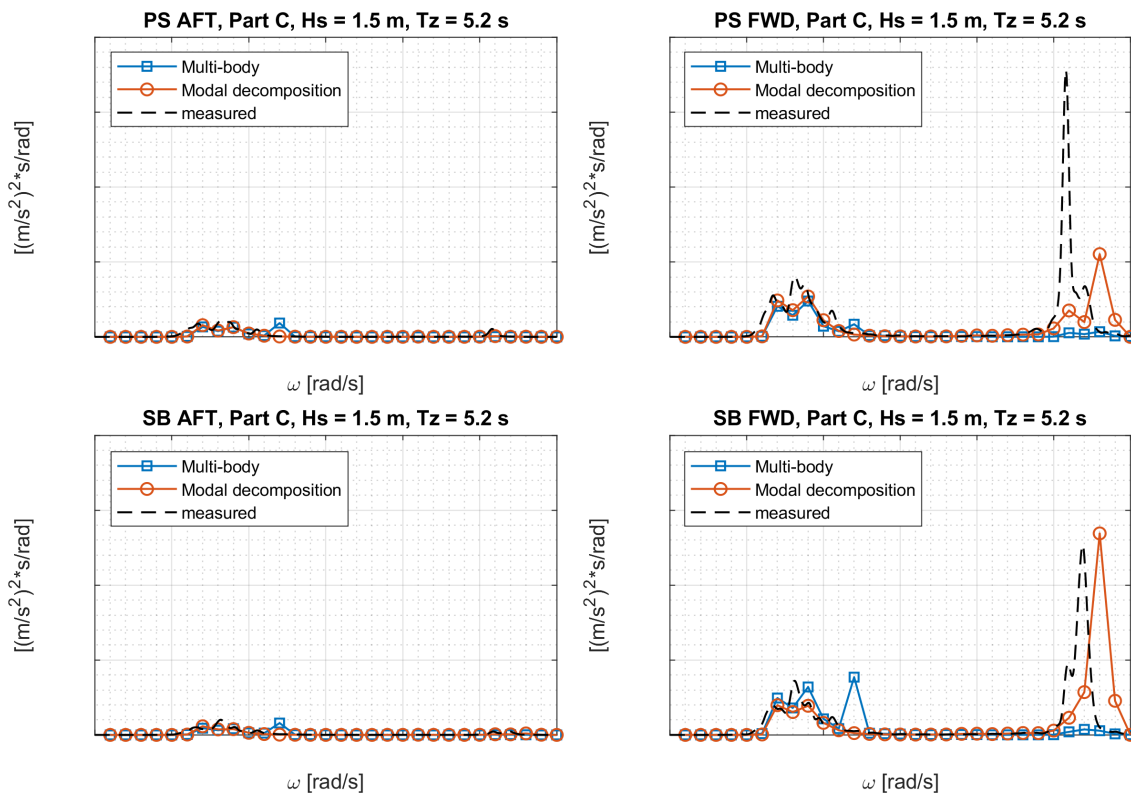 PS AFT, Part C, Hs = 1.5 m, Tz = 5.2 s
Multi-body
Modal decomposition
measured
[(m/s²)²*s/rad]
ω [rad/s]
PS FWD, Part C, Hs = 1.5 m, Tz = 5.2 s
Multi-body
Modal decomposition
measured
[(m/s²)²*s/rad]
ω [rad/s]
SB AFT, Part C, Hs = 1.5 m, Tz = 5.2 s
Multi-body
Modal decomposition
measured
[(m/s²)²*s/rad]
ω [rad/s]
SB FWD, Part C, Hs = 1.5 m, Tz = 5.2 s
Multi-body
Modal decomposition
measured
[(m/s²)²*s/rad]
ω [rad/s]